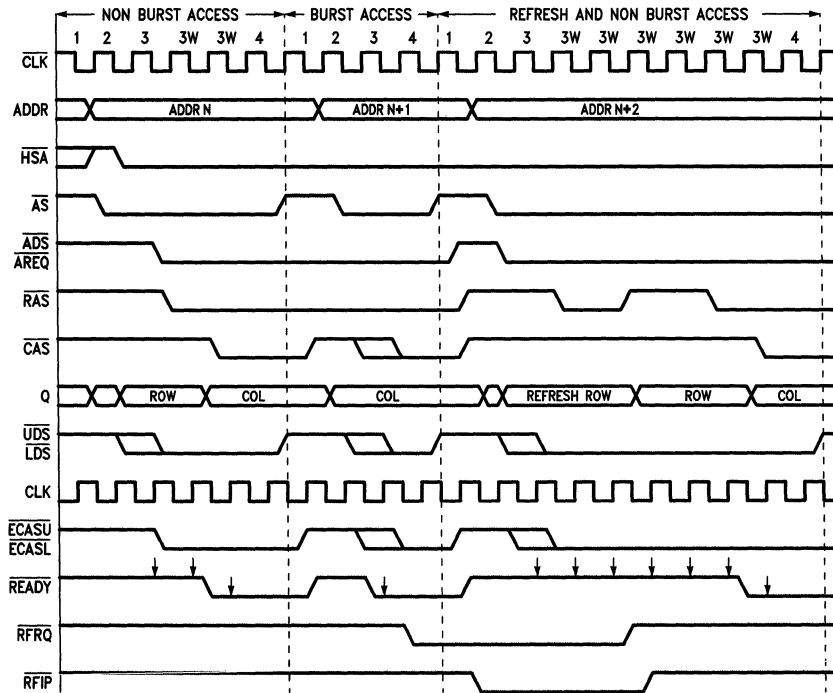 NON BURST ACCESS BURST ACCESS REFRESH AND NON BURST ACCESS
1 2 3 3W 3W 4 1 2 3 4 1 2 3 3W 3W 3W 3W 3W 3W 4
CLK
ADDR ADDR N ADDR N+1 ADDR N+2
HSA
AS
ADS
AREQ
RAS
CAS
Q ROW COL COL REFRESH ROW ROW COL
UDS
LDS
CLK
ECASU
ECASL
READY
RFRQ
RFIP